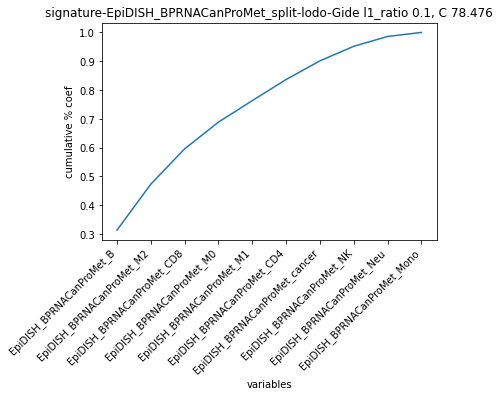 signature-EpiDISH_BPRNACanProMet_split-lodo-Gide l1_ratio 0.1, C 78.476
1.0
0.9
0.8
0.7
0.6
0.5
0.4
0.3
cumulative % coef
EpiDISH_BPRNACanProMet_B
EpiDISH_BPRNACanProMet_M2
EpiDISH_BPRNACanProMet_CD8
EpiDISH_BPRNACanProMet_M0
EpiDISH_BPRNACanProMet_M1
EpiDISH_BPRNACanProMet_CD4
EpiDISH_BPRNACanProMet_cancer
EpiDISH_BPRNACanProMet_NK
EpiDISH_BPRNACanProMet_Neu
EpiDISH_BPRNACanProMet_Mono
variables